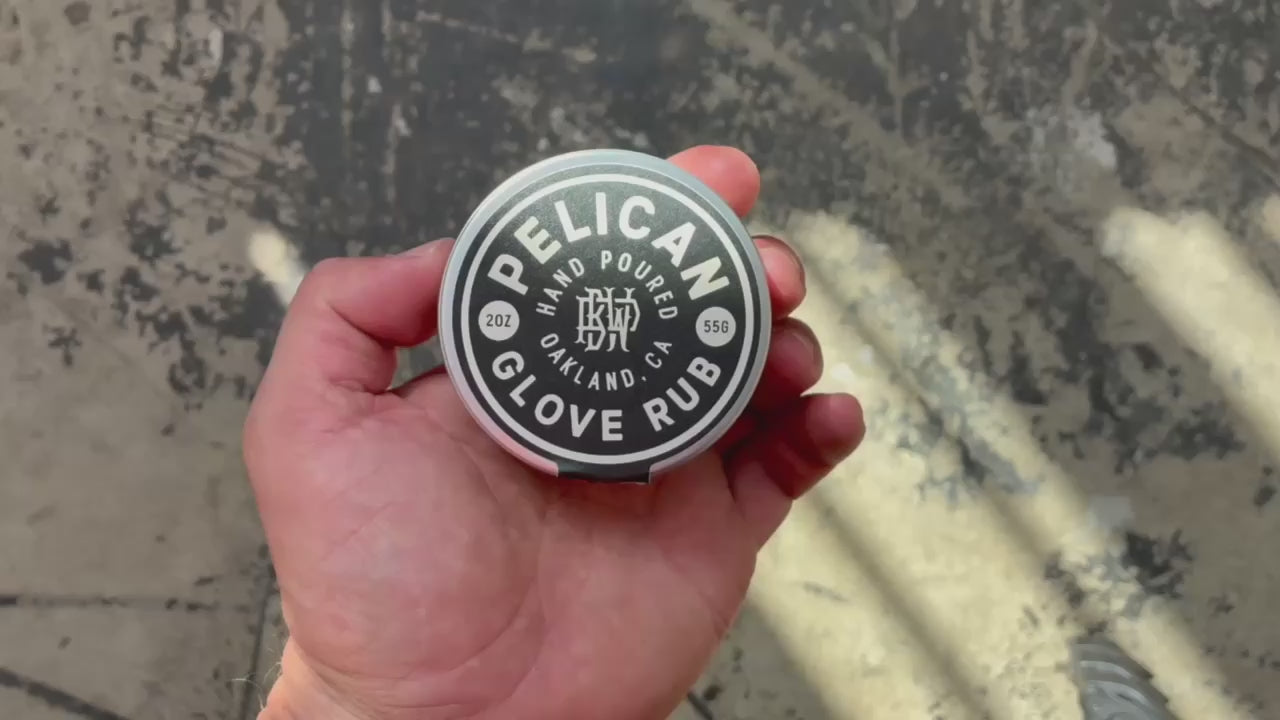 PELICAN
HAND POURED
2OZ
55G
OAKLAND, CA
GLOVE RUB